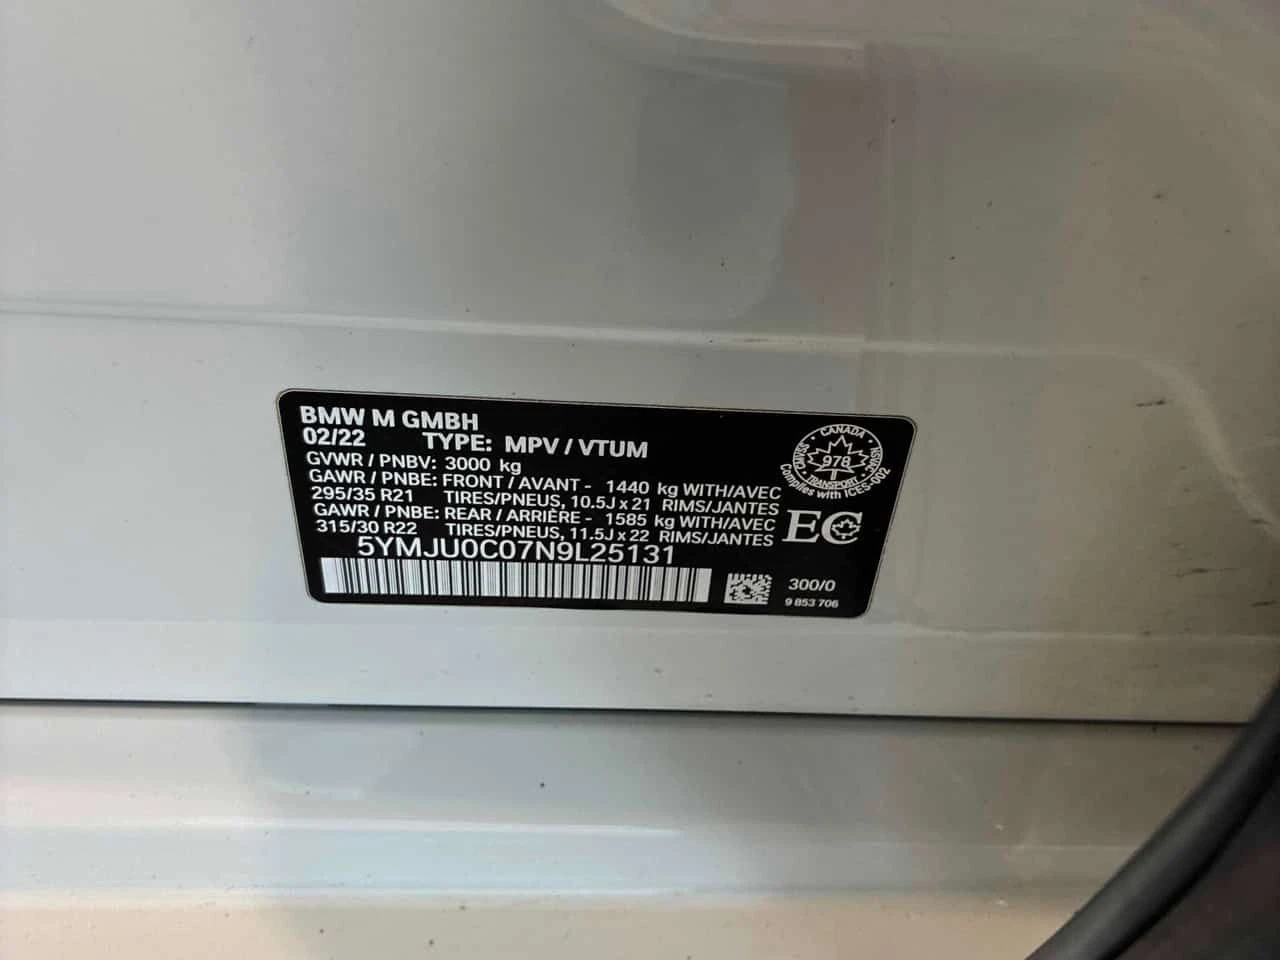 BMW M GMBH
02/22 TYPE: MPV / VTUM
GVWR / PNBV: 3000 kg
GAWR / PNBE: FRONT / AVANT - 1440 kg WITH/AVEC
295/35 R21 TIRES/PNEUS, 10.5J x 21 RIMS/JANTES
GAWR / PNBE: REAR / ARRIÈRE - 1585 kg WITH/AVEC
315/30 R22 TIRES/PNEUS, 11.5J x 22 RIMS/JANTES
5YMJU0C07N9L25131
CANADA
978
TRANSPORT
Complies with ICES-002
EC
300/0
9 853 706